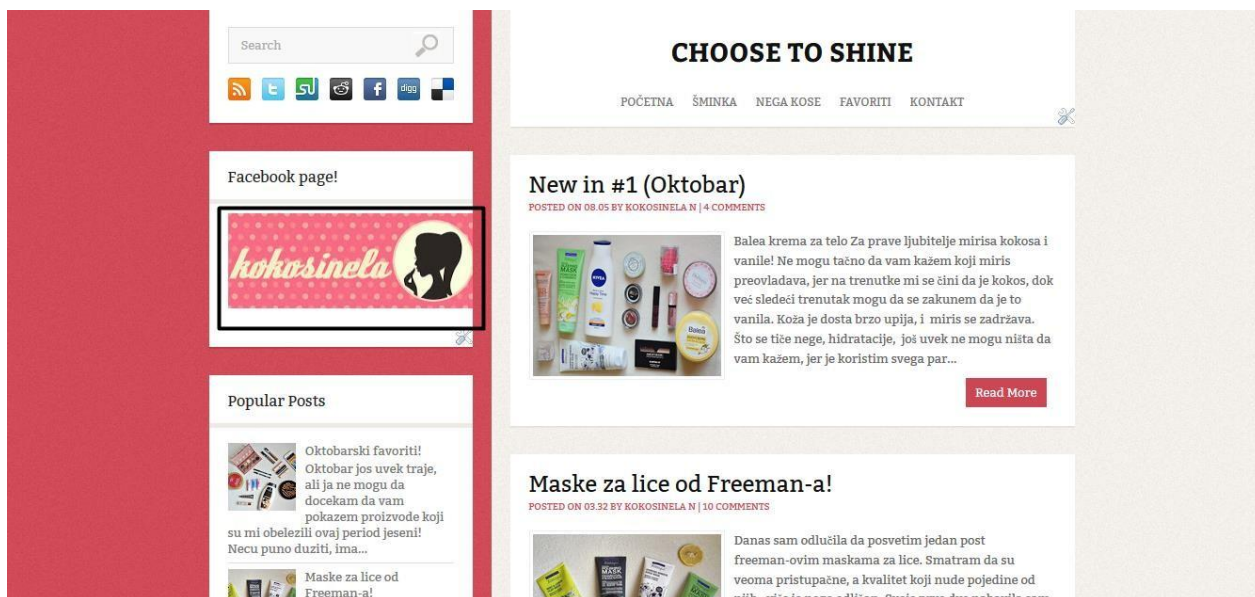 Search
digg
Facebook page!
kokosinela
Popular Posts
Oktobarski favoriti!
Oktobar jos uvek traje,
ali ja ne mogu da
docekam da vam
pokazem proizvode koji
su mi obelezili ovaj period jeseni!
Necu puno duziti, ima...
Maske za lice od
Freeman-a!
CHOOSE TO SHINE
POČETNA ŠMINKA NEGA KOSE FAVORITI KONTAKT
New in #1 (Oktobar)
POSTED ON 08.05 BY KOKOSINELA N | 4 COMMENTS
NIVEA
Balea
MASK
Balea krema za telo Za prave ljubitelje mirisa kokosa i
vanile! Ne mogu tačno da vam kažem koji miris
preovladava, jer na trenutke mi se čini da je kokos, dok
već sledeći trenutak mogu da se zakunem da je to
vanila. Koža je dosta brzo upija, i miris se zadržava.
Što se tiče nege, hidratacije, još uvek ne mogu ništa da
vam kažem, jer je koristim svega par...
Read More
Maske za lice od Freeman-a!
POSTED ON 03.32 BY KOKOSINELA N | 10 COMMENTS
MASK
Danas sam odlučila da posvetim jedan post
freeman-ovim maskama za lice. Smatram da su
veoma pristupačne, a kvalitet koji nude pojedine od